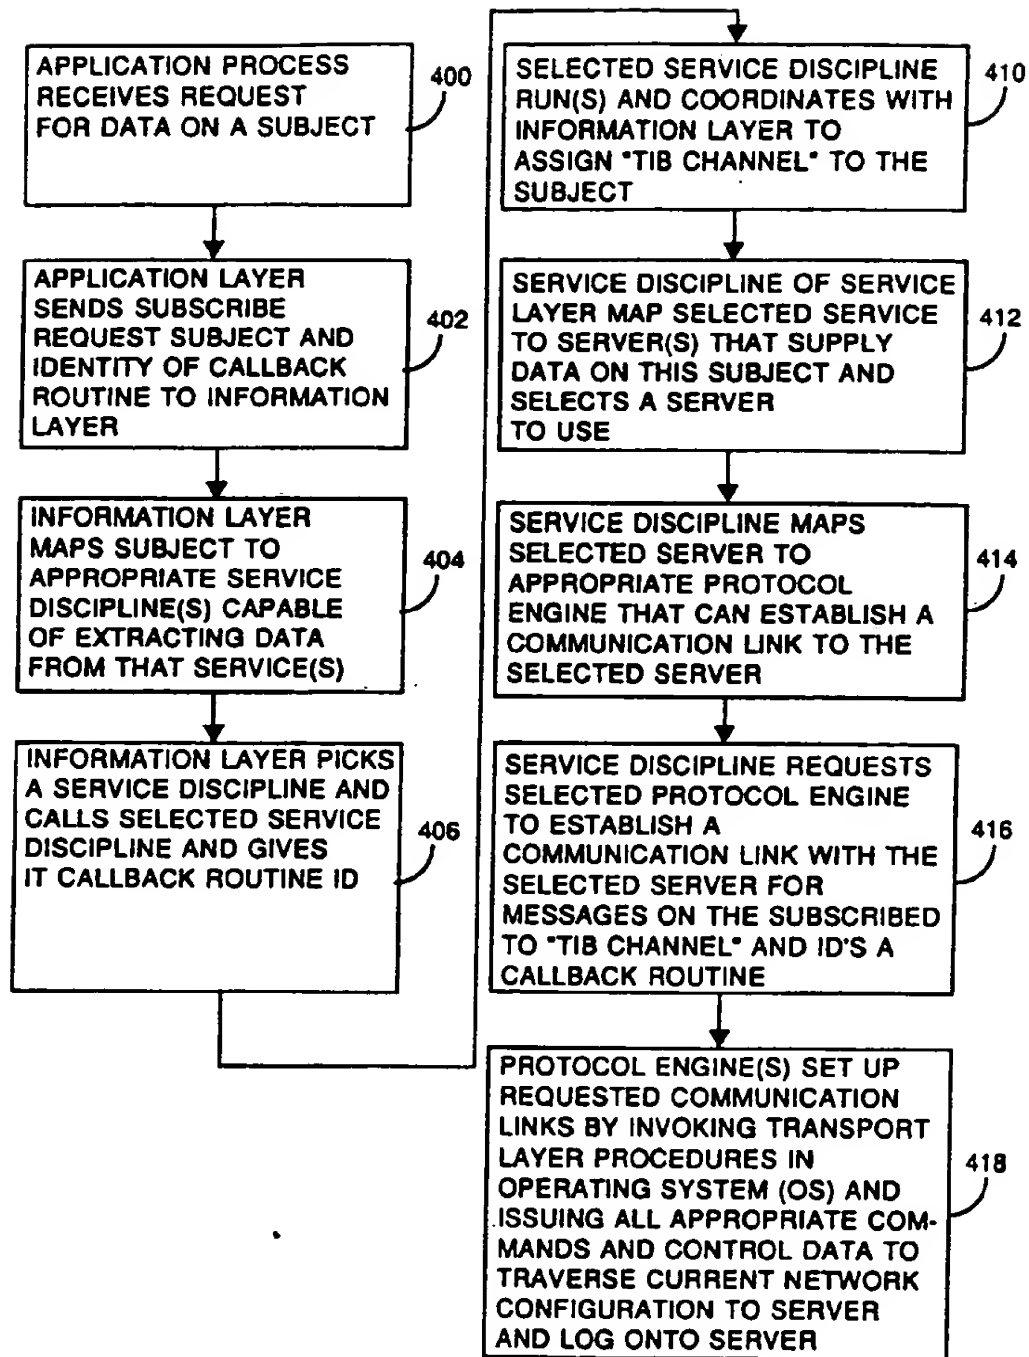 APPLICATION PROCESS
RECEIVES REQUEST
FOR DATA ON A SUBJECT
400
APPLICATION LAYER
SENDS SUBSCRIBE
REQUEST SUBJECT AND
IDENTITY OF CALLBACK
ROUTINE TO INFORMATION
LAYER
402
INFORMATION LAYER
MAPS SUBJECT TO
APPROPRIATE SERVICE
DISCIPLINE(S) CAPABLE
OF EXTRACTING DATA
FROM THAT SERVICE(S)
404
INFORMATION LAYER PICKS
A SERVICE DISCIPLINE AND
CALLS SELECTED SERVICE
DISCIPLINE AND GIVES
IT CALLBACK ROUTINE ID
406
SELECTED SERVICE DISCIPLINE
RUN(S) AND COORDINATES WITH
INFORMATION LAYER TO
ASSIGN "TIB CHANNEL" TO THE
SUBJECT
410
SERVICE DISCIPLINE OF SERVICE
LAYER MAP SELECTED SERVICE
TO SERVER(S) THAT SUPPLY
DATA ON THIS SUBJECT AND
SELECTS A SERVER
TO USE
412
SERVICE DISCIPLINE MAPS
SELECTED SERVER TO
APPROPRIATE PROTOCOL
ENGINE THAT CAN ESTABLISH A
COMMUNICATION LINK TO THE
SELECTED SERVER
414
SERVICE DISCIPLINE REQUESTS
SELECTED PROTOCOL ENGINE
TO ESTABLISH A
COMMUNICATION LINK WITH THE
SELECTED SERVER FOR
MESSAGES ON THE SUBSCRIBED
TO "TIB CHANNEL" AND ID'S A
CALLBACK ROUTINE
416
PROTOCOL ENGINE(S) SET UP
REQUESTED COMMUNICATION
LINKS BY INVOKING TRANSPORT
LAYER PROCEDURES IN
OPERATING SYSTEM (OS) AND
ISSUING ALL APPROPRIATE COM-
MANDS AND CONTROL DATA TO
TRAVERSE CURRENT NETWORK
CONFIGURATION TO SERVER
AND LOG ONTO SERVER
418